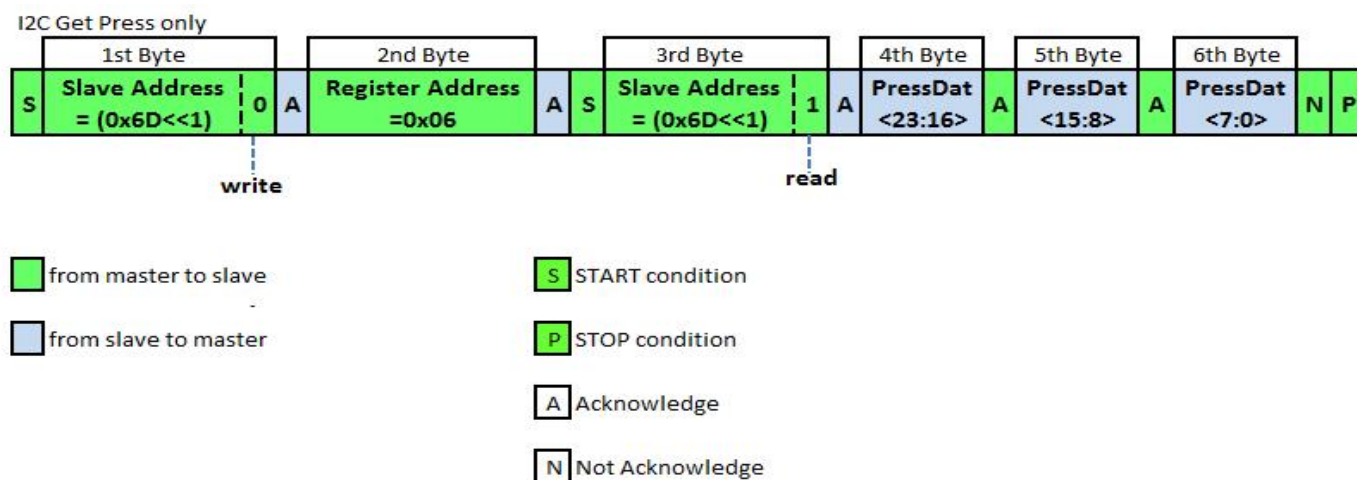 I2C Get Press only
1st Byte 2nd Byte 3rd Byte 4th Byte 5th Byte 6th Byte
S Slave Address = (0x6D<<1) 0 A Register Address =0x06 A S Slave Address = (0x6D<<1) 1 A PressDat <23:16> A PressDat <15:8> A PressDat <7:0> N P
write read
from master to slave S START condition
from slave to master P STOP condition
A Acknowledge
N Not Acknowledge